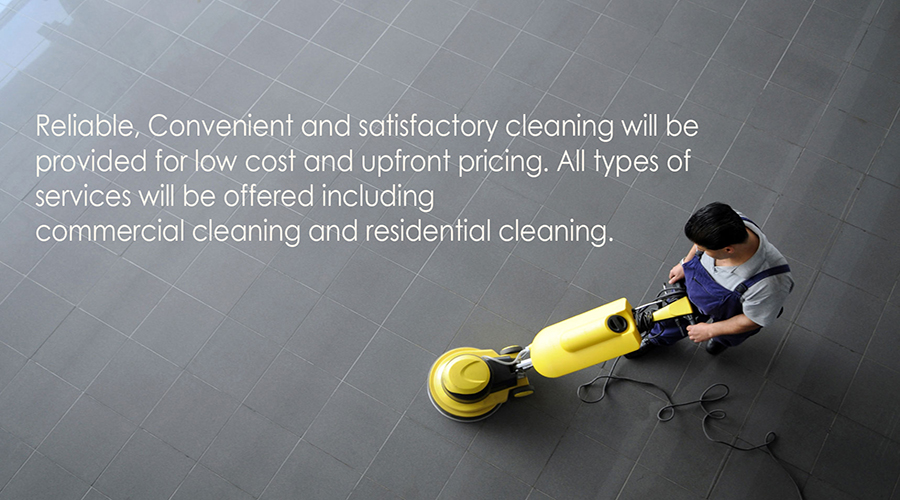 Reliable, Convenient and satisfactory cleaning will be
provided for low cost and upfront pricing. All types of
services will be offered including
commercial cleaning and residential cleaning.